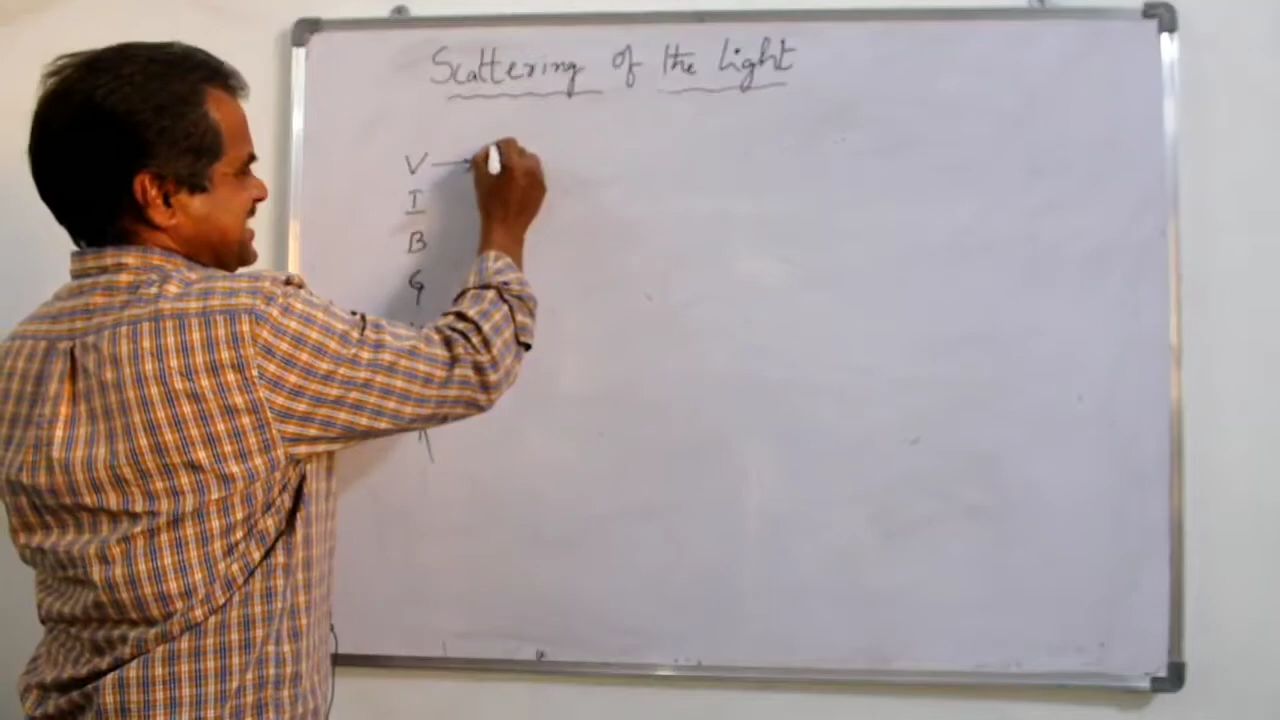 Scattering of the Light
V →
I
B
G